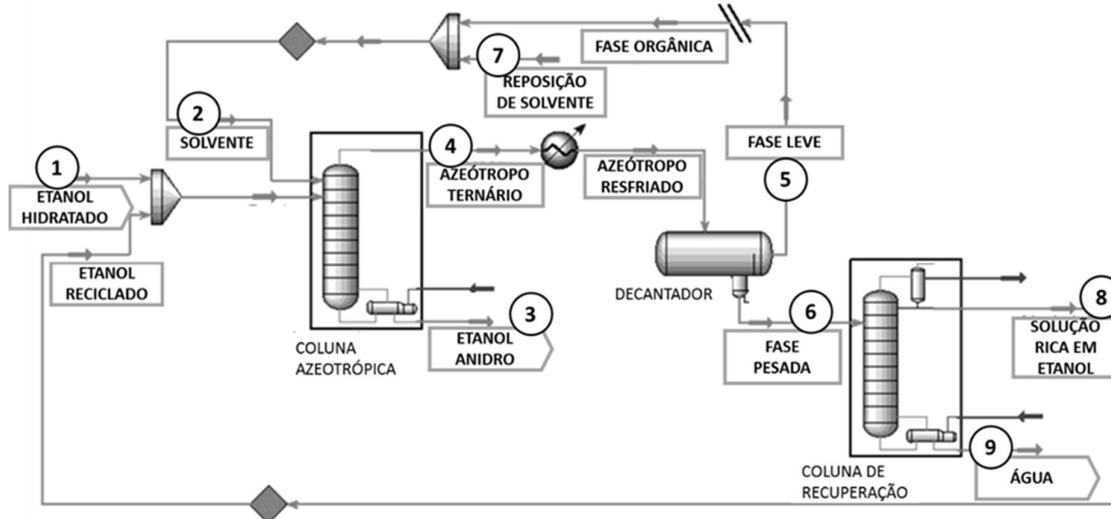 FASE ORGÂNICA
7
REPOSIÇÃO
DE SOLVENTE
2
SOLVENTE
FASE LEVE
1
ETANOL
HIDRATADO
4
AZEÓTROPO
TERNÁRIO
AZEÓTROPO
RESFRIADO
5
ETANOL
RECICLADO
DECANTADOR
3
ETANOL
ANIDRO
COLUNA
AZEOTRÓPICA
6
FASE
PESADA
8
SOLUÇÃO
RICA EM
ETANOL
9
ÁGUA
COLUNA DE
RECUPERAÇÃO